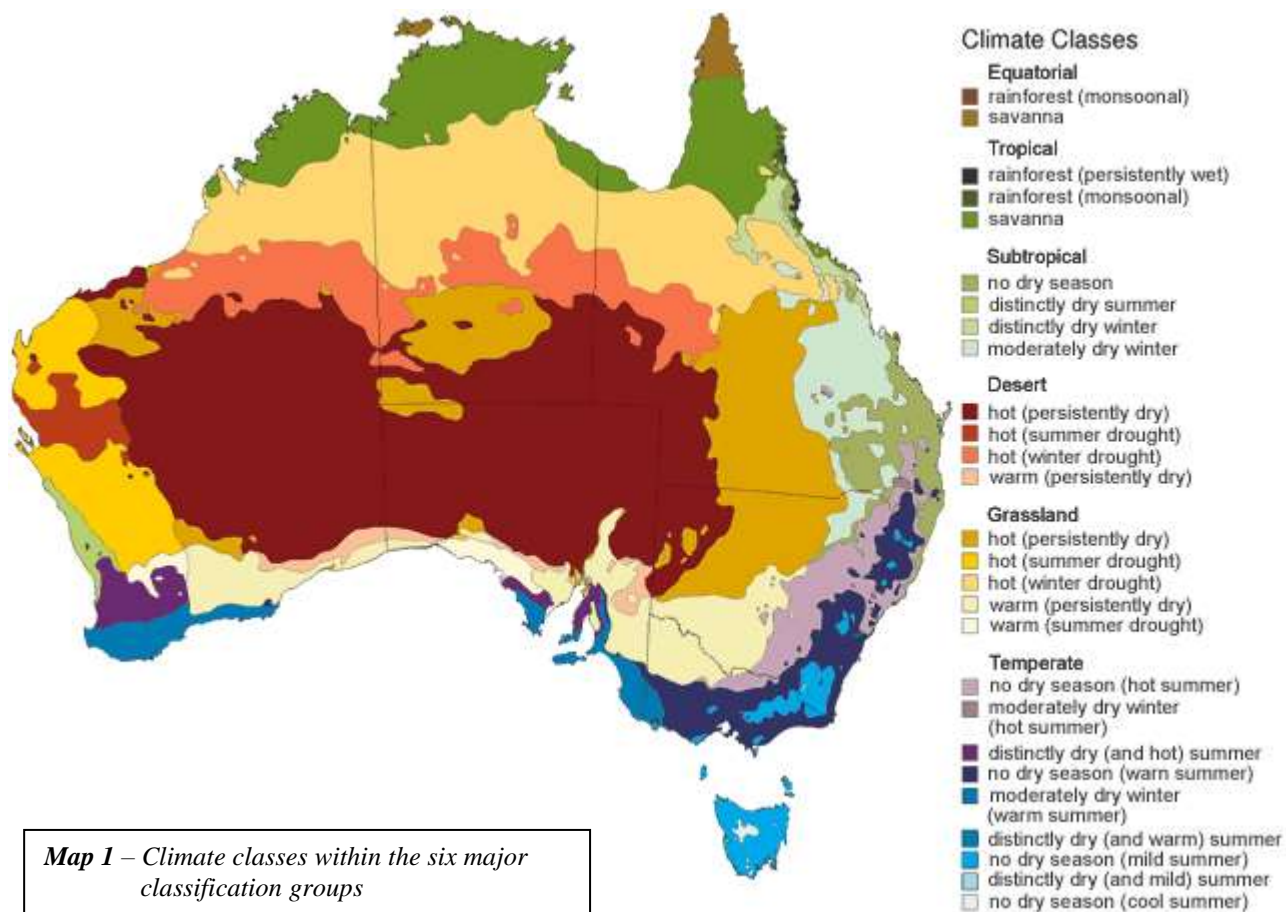 Climate Classes
Equatorial
rainforest (monsoonal)
savanna
Tropical
rainforest (persistently wet)
rainforest (monsoonal)
savanna
Subtropical
no dry season
distinctly dry summer
distinctly dry winter
moderately dry winter
Desert
hot (persistently dry)
hot (summer drought)
hot (winter drought)
warm (persistently dry)
Grassland
hot (persistently dry)
hot (summer drought)
hot (winter drought)
warm (persistently dry)
warm (summer drought)
Temperate
no dry season (hot summer)
moderately dry winter
(hot summer)
distinctly dry (and hot) summer
no dry season (warn summer)
moderately dry winter
(warm summer)
distinctly dry (and warm) summer
no dry season (mild summer)
distinctly dry (and mild) summer
no dry season (cool summer)
Map 1 – Climate classes within the six major
classification groups